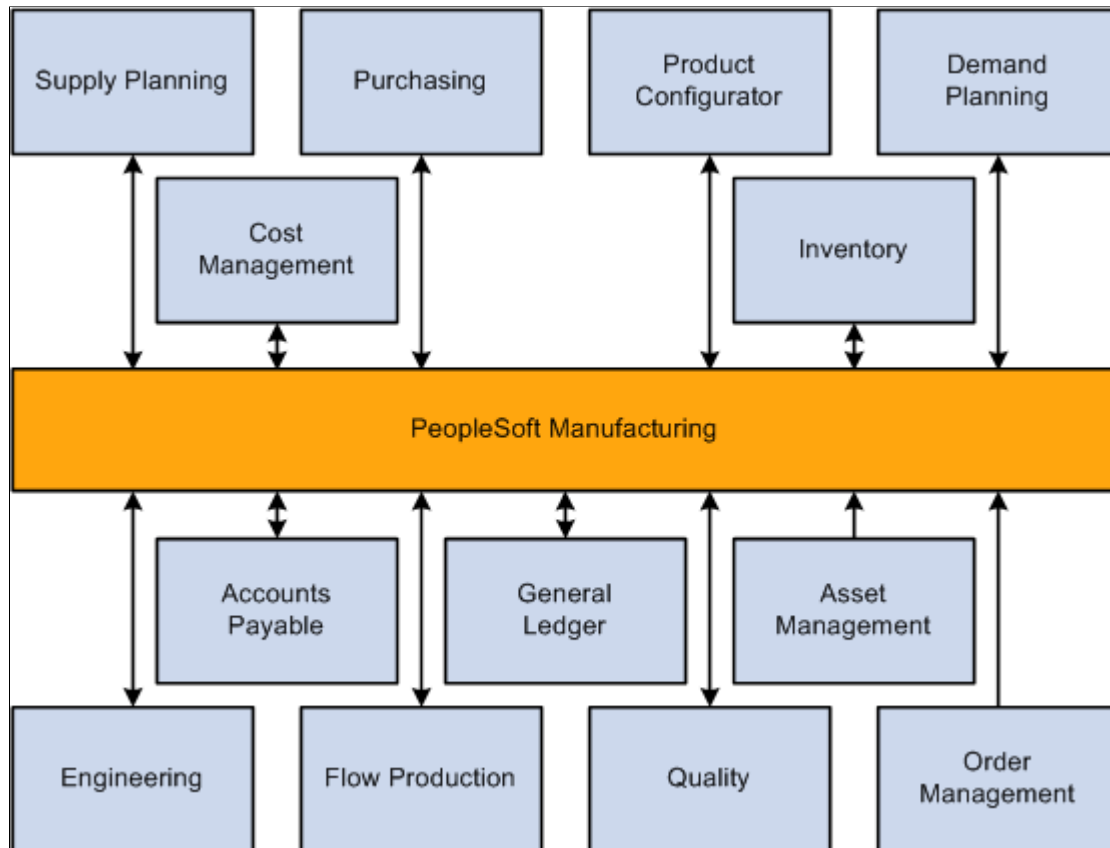 Supply Planning
Purchasing
Product
Configurator
Demand
Planning
Cost
Management
Inventory
PeopleSoft Manufacturing
Accounts
Payable
General
Ledger
Asset
Management
Engineering
Flow Production
Quality
Order
Management